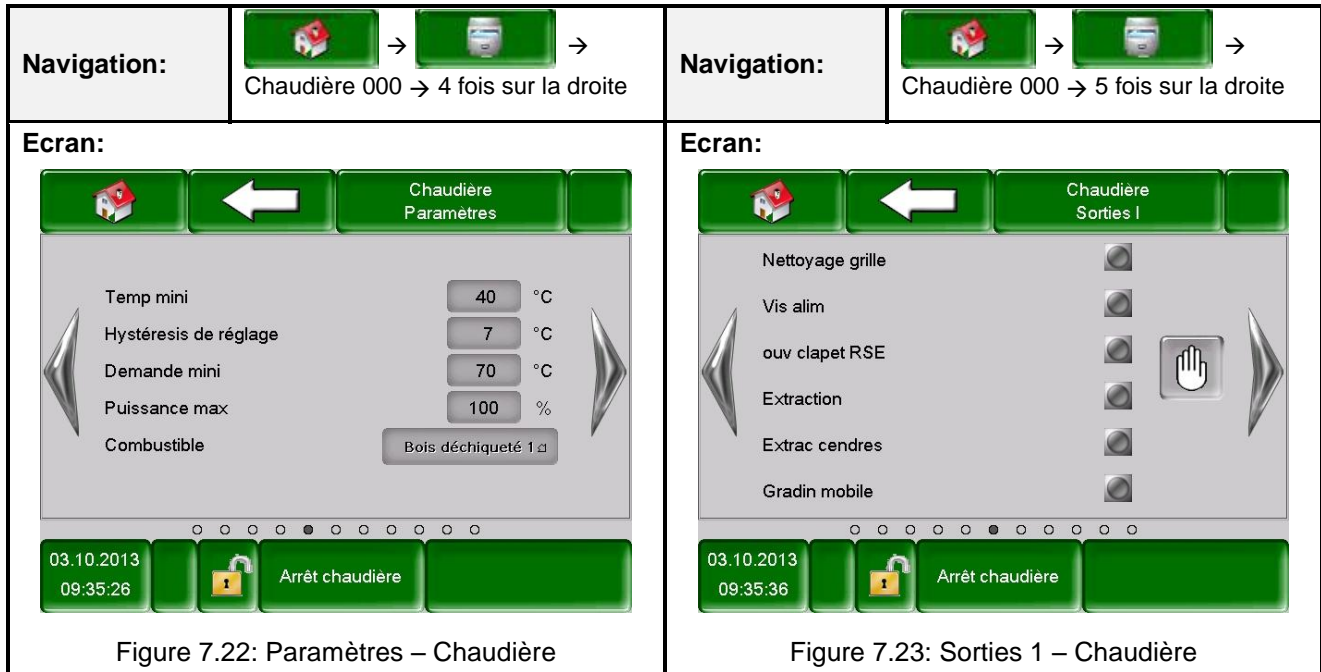 Navigation:
→ →
Chaudière 000 → 4 fois sur la droite
Ecran:
Chaudière
Paramètres
Temp mini 40 °C
Hystéresis de réglage 7 °C
Demande mini 70 °C
Puissance max 100 %
Combustible Bois déchiqueté 1
03.10.2013
09:35:26
Arrêt chaudière
Figure 7.22: Paramètres – Chaudière
Navigation:
→ →
Chaudière 000 → 5 fois sur la droite
Ecran:
Chaudière
Sorties I
Nettoyage grille
Vis alim
ouv clapet RSE
Extraction
Extrac cendres
Gradin mobile
03.10.2013
09:35:36
Arrêt chaudière
Figure 7.23: Sorties 1 – Chaudière